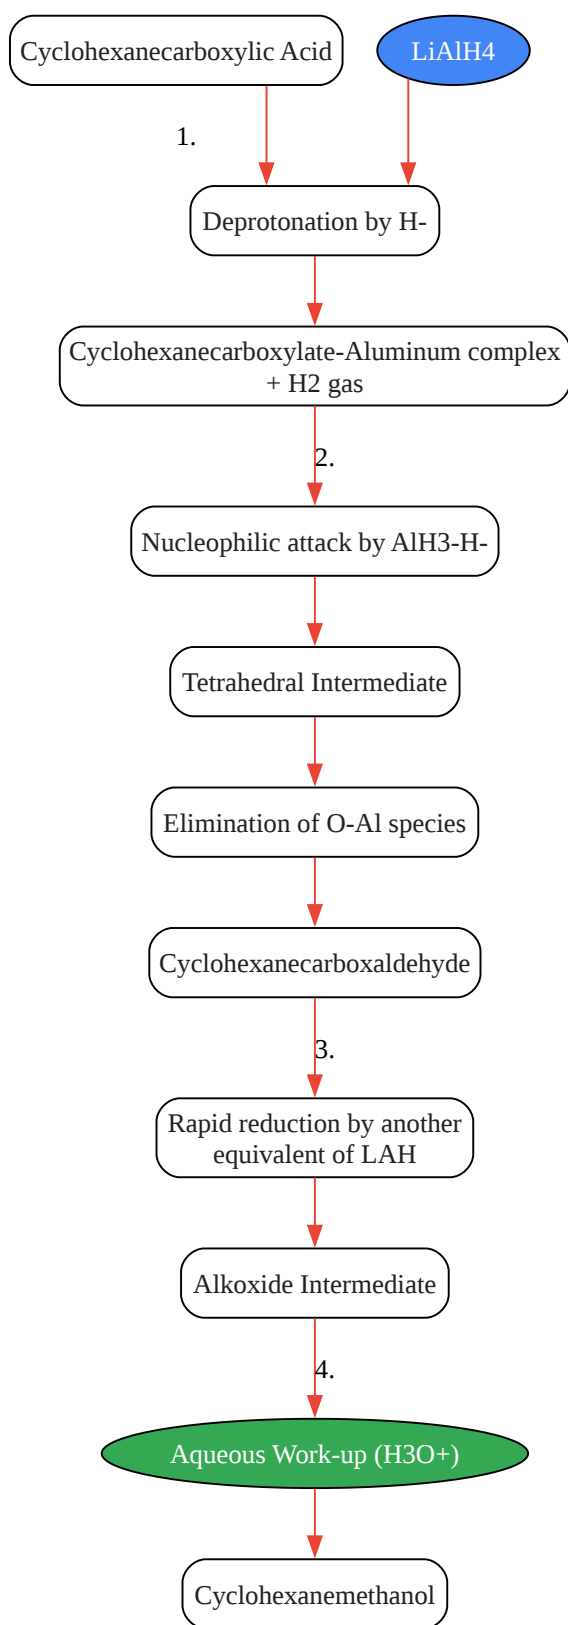 Cyclohexanecarboxylic Acid
LiAlH4
1.
Deprotonation by H-
Cyclohexanecarboxylate-Aluminum complex
+ H2 gas
2.
Nucleophilic attack by AlH3-H-
Tetrahedral Intermediate
Elimination of O-Al species
Cyclohexanecarboxaldehyde
3.
Rapid reduction by another
equivalent of LAH
Alkoxide Intermediate
4.
Aqueous Work-up (H3O+)
Cyclohexanemethanol